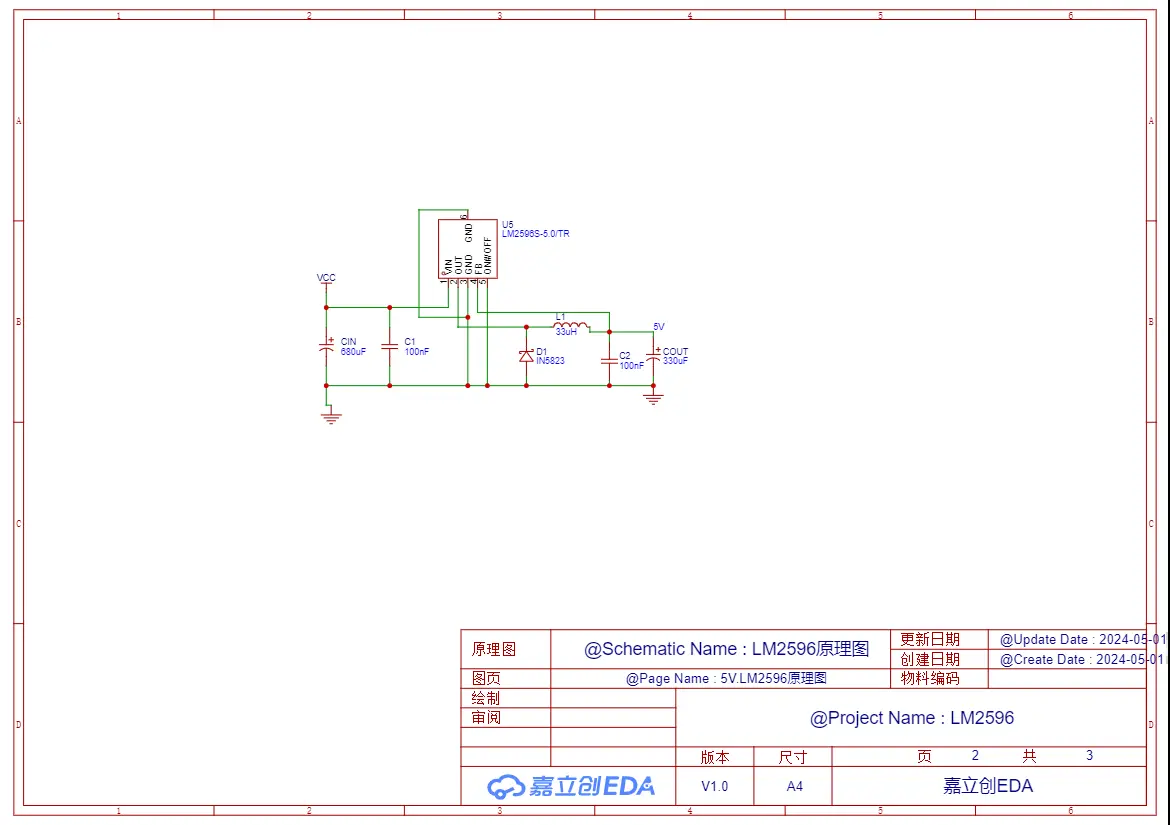 1 2 3 4 5 6
A A
6
U5
LM2596S-5.0/TR
GND
VIN
OUT
GND
FB
ON#/OFF
1 2 3 4 5
VCC
B B
L1
33uH
5V
CIN
680uF
C1
100nF
D1
IN5823
C2
100nF
COUT
330uF
C C
原理图 @Schematic Name : LM2596原理图 更新日期 @Update Date : 2024-05-01
创建日期 @Create Date : 2024-05-01
图页 @Page Name : 5V.LM2596原理图 物料编码
绘制
审阅 @Project Name : LM2596
D D
版本 尺寸 页 2 共 3
嘉立创EDA V1.0 A4 嘉立创EDA
1 2 3 4 5 6